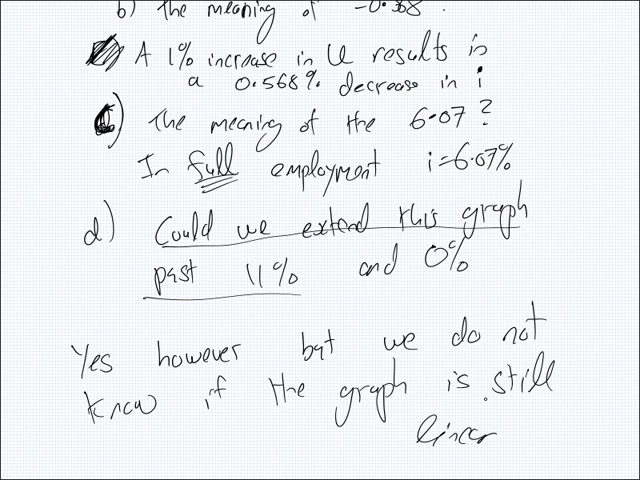 b) The meaning of -0.568.
A 1% increase in U results in
a 0.568% decrease in i
c) The meaning of the 6.07?
In full employment i=6.07%
d) Could we extend this graph
past 11% and 0%
Yes however but we do not
know if the graph is still
linear